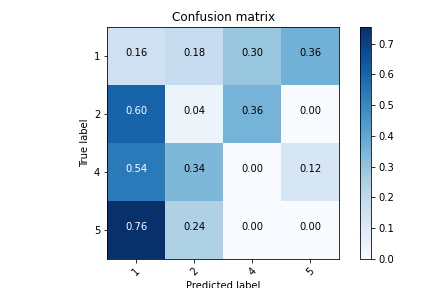 Confusion matrix
1 0.16 0.18 0.30 0.36
2 0.60 0.04 0.36 0.00
4 0.54 0.34 0.00 0.12
5 0.76 0.24 0.00 0.00
1 2 4 5
True label
Predicted label
0.7
0.6
0.5
0.4
0.3
0.2
0.1
0.0